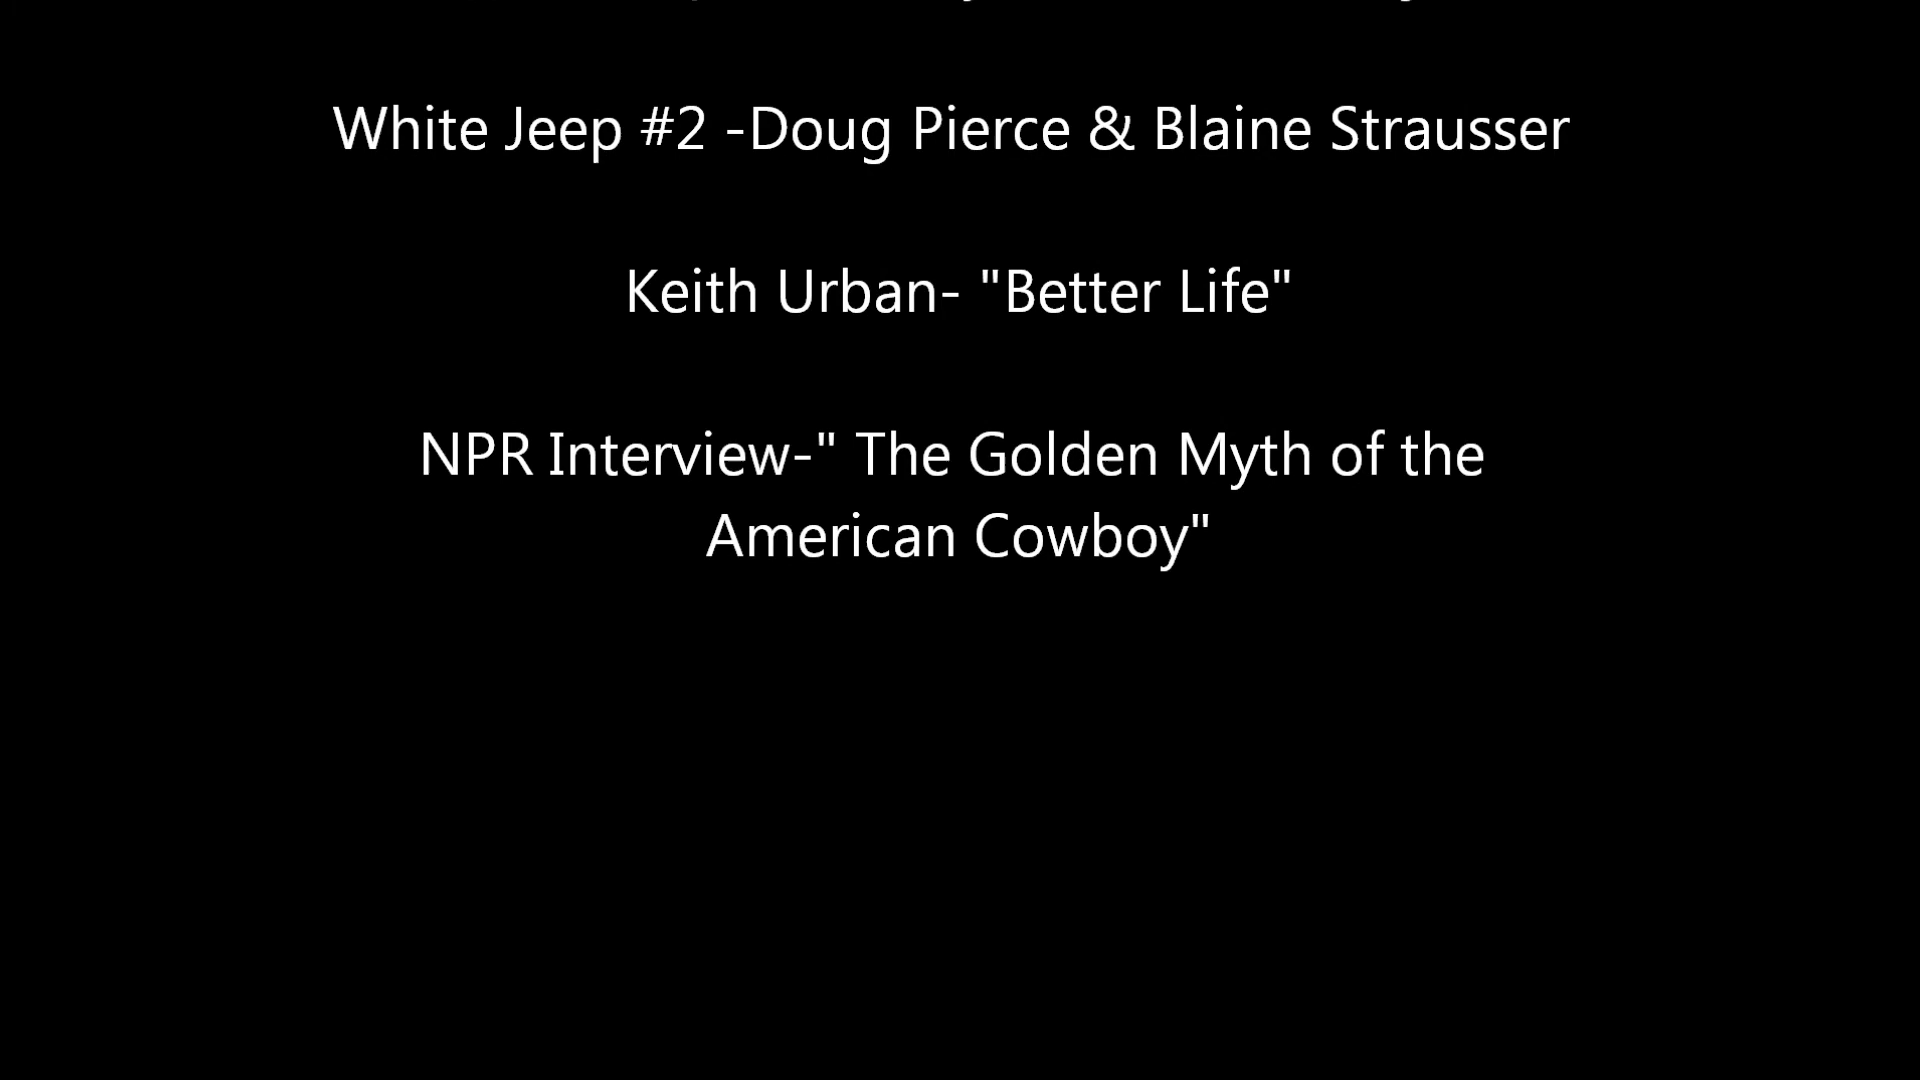 White Jeep #2 -Doug Pierce & Blaine Strausser
Keith Urban- "Better Life"
NPR Interview-" The Golden Myth of the
American Cowboy"